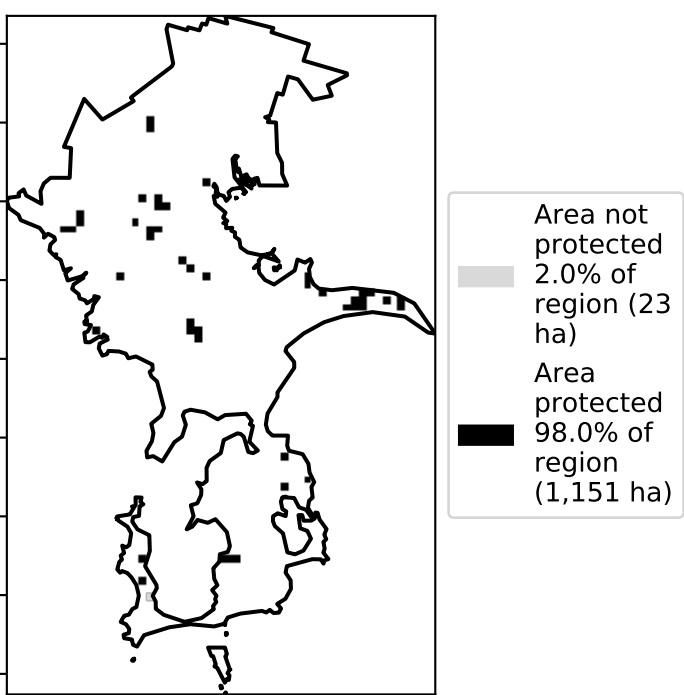 Area not
protected
2.0% of
region (23
ha)
Area
protected
98.0% of
region
(1,151 ha)